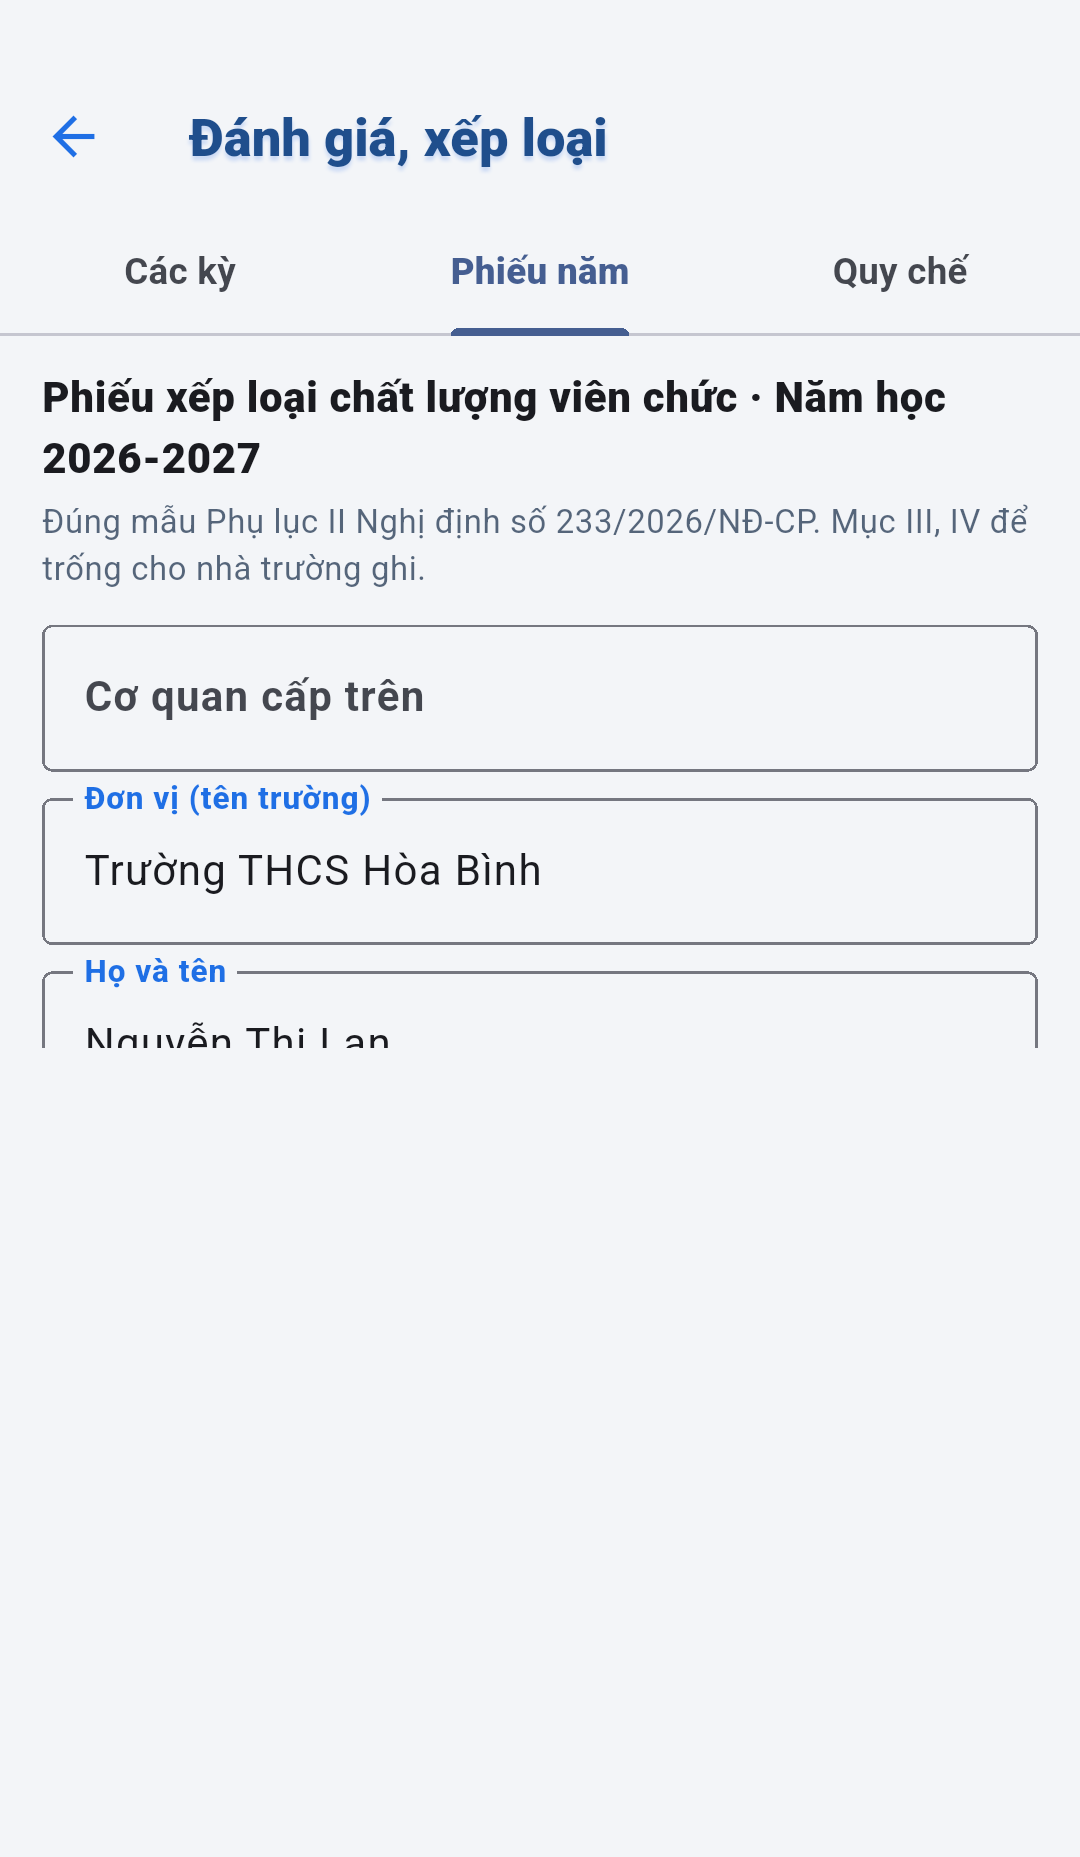 Đánh giá, xếp loại
Các kỳ
Phiếu năm
Quy chế
Phiếu xếp loại chất lượng viên chức · Năm học
2026-2027
Đúng mẫu Phụ lục II Nghị định số 233/2026/NĐ-CP. Mục III, IV để
trống cho nhà trường ghi.
Cơ quan cấp trên
Đơn vị (tên trường)
Trường THCS Hòa Bình
Họ và tên
Nguyễn Thị Lan